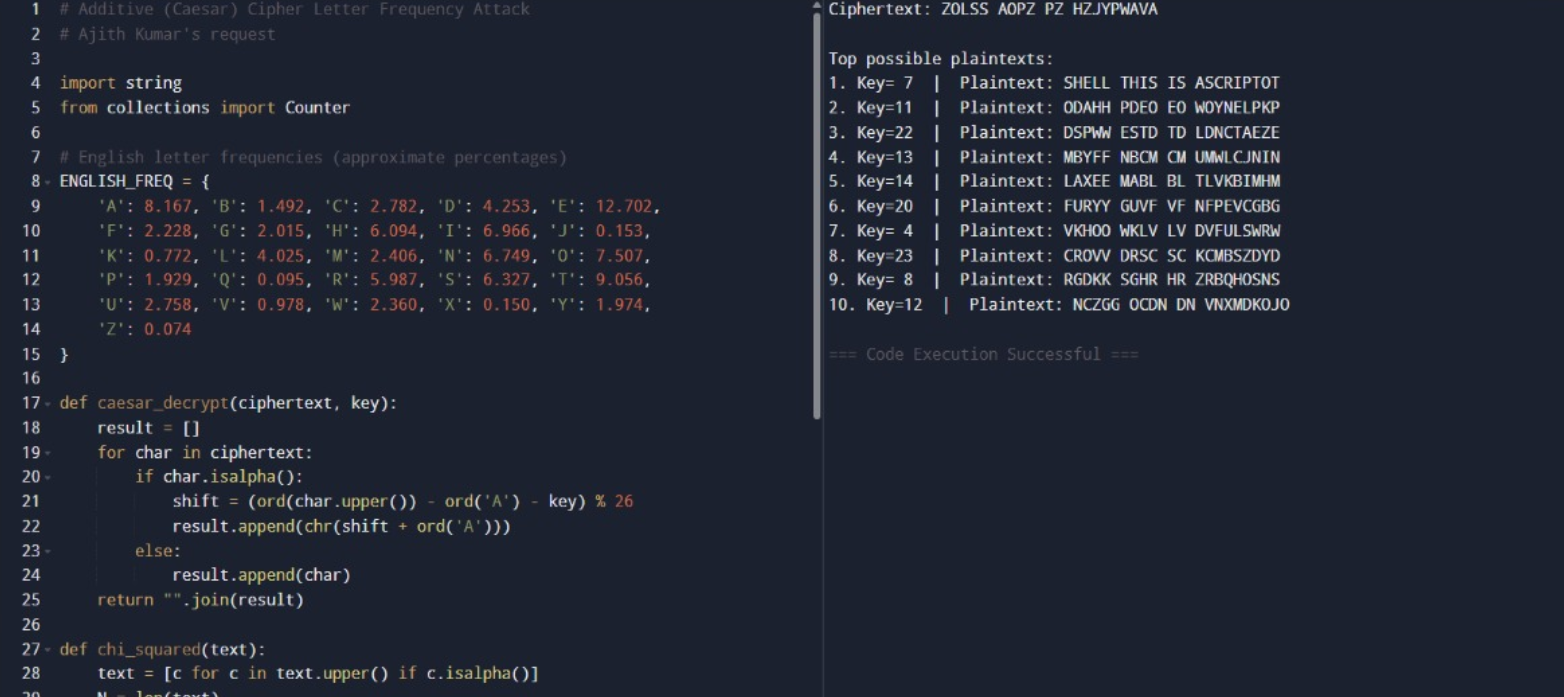 1 # Additive (Caesar) Cipher Letter Frequency Attack
2 # Ajith Kumar's request
3
4 import string
5 from collections import Counter
6
7 # English letter frequencies (approximate percentages)
8 ENGLISH_FREQ = {
9 'A': 8.167, 'B': 1.492, 'C': 2.782, 'D': 4.253, 'E': 12.702,
10 'F': 2.228, 'G': 2.015, 'H': 6.094, 'I': 6.966, 'J': 0.153,
11 'K': 0.772, 'L': 4.025, 'M': 2.406, 'N': 6.749, 'O': 7.507,
12 'P': 1.929, 'Q': 0.095, 'R': 5.987, 'S': 6.327, 'T': 9.056,
13 'U': 2.758, 'V': 0.978, 'W': 2.360, 'X': 0.150, 'Y': 1.974,
14 'Z': 0.074
15 }
16
17 def caesar_decrypt(ciphertext, key):
18 result = []
19 for char in ciphertext:
20 if char.isalpha():
21 shift = (ord(char.upper()) - ord('A') - key) % 26
22 result.append(chr(shift + ord('A')))
23 else:
24 result.append(char)
25 return "".join(result)
26
27 def chi_squared(text):
28 text = [c for c in text.upper() if c.isalpha()]
29 N = len(text)
Ciphertext: ZOLSS AOPZ PZ HZJYPWAVA
Top possible plaintexts:
1. Key= 7 | Plaintext: SHELL THIS IS ASCRIPTOT
2. Key=11 | Plaintext: ODAHH PDEO EO WOYNELPKP
3. Key=22 | Plaintext: DSPWW ESTD TD LDNCTAEZE
4. Key=13 | Plaintext: MBYFF NBCM CM UMWLCJNIN
5. Key=14 | Plaintext: LAXEE MABL BL TLVKBIMHM
6. Key=20 | Plaintext: FURYY GUVF VF NFPEVCGBG
7. Key= 4 | Plaintext: VKHOO WKLV LV DVFULSWRW
8. Key=23 | Plaintext: CROVV DRSC SC KCMBSZDYD
9. Key= 8 | Plaintext: RGDKK SGHR HR ZRBQHOSNS
10. Key=12 | Plaintext: NCZGG OCDN DN VNXMDKOJO
=== Code Execution Successful ===